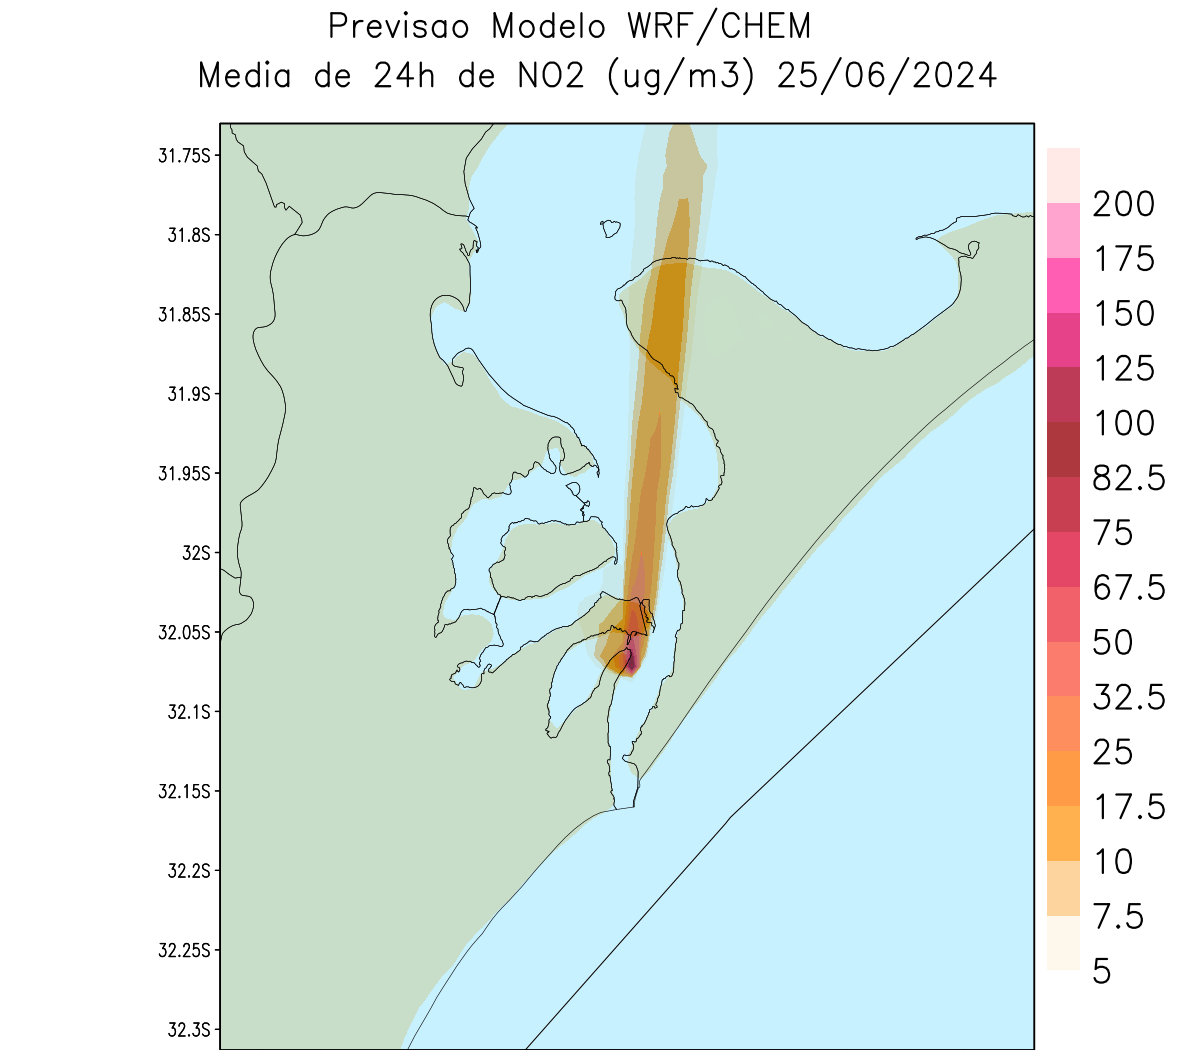 Previsao Modelo WRF/CHEM
Media de 24h de NO2 (ug/m3) 25/06/2024
31.75S
31.8S
31.85S
31.9S
31.95S
32S
32.05S
32.1S
32.15S
32.2S
32.25S
32.3S
200
175
150
125
100
82.5
75
67.5
50
32.5
25
17.5
10
7.5
5